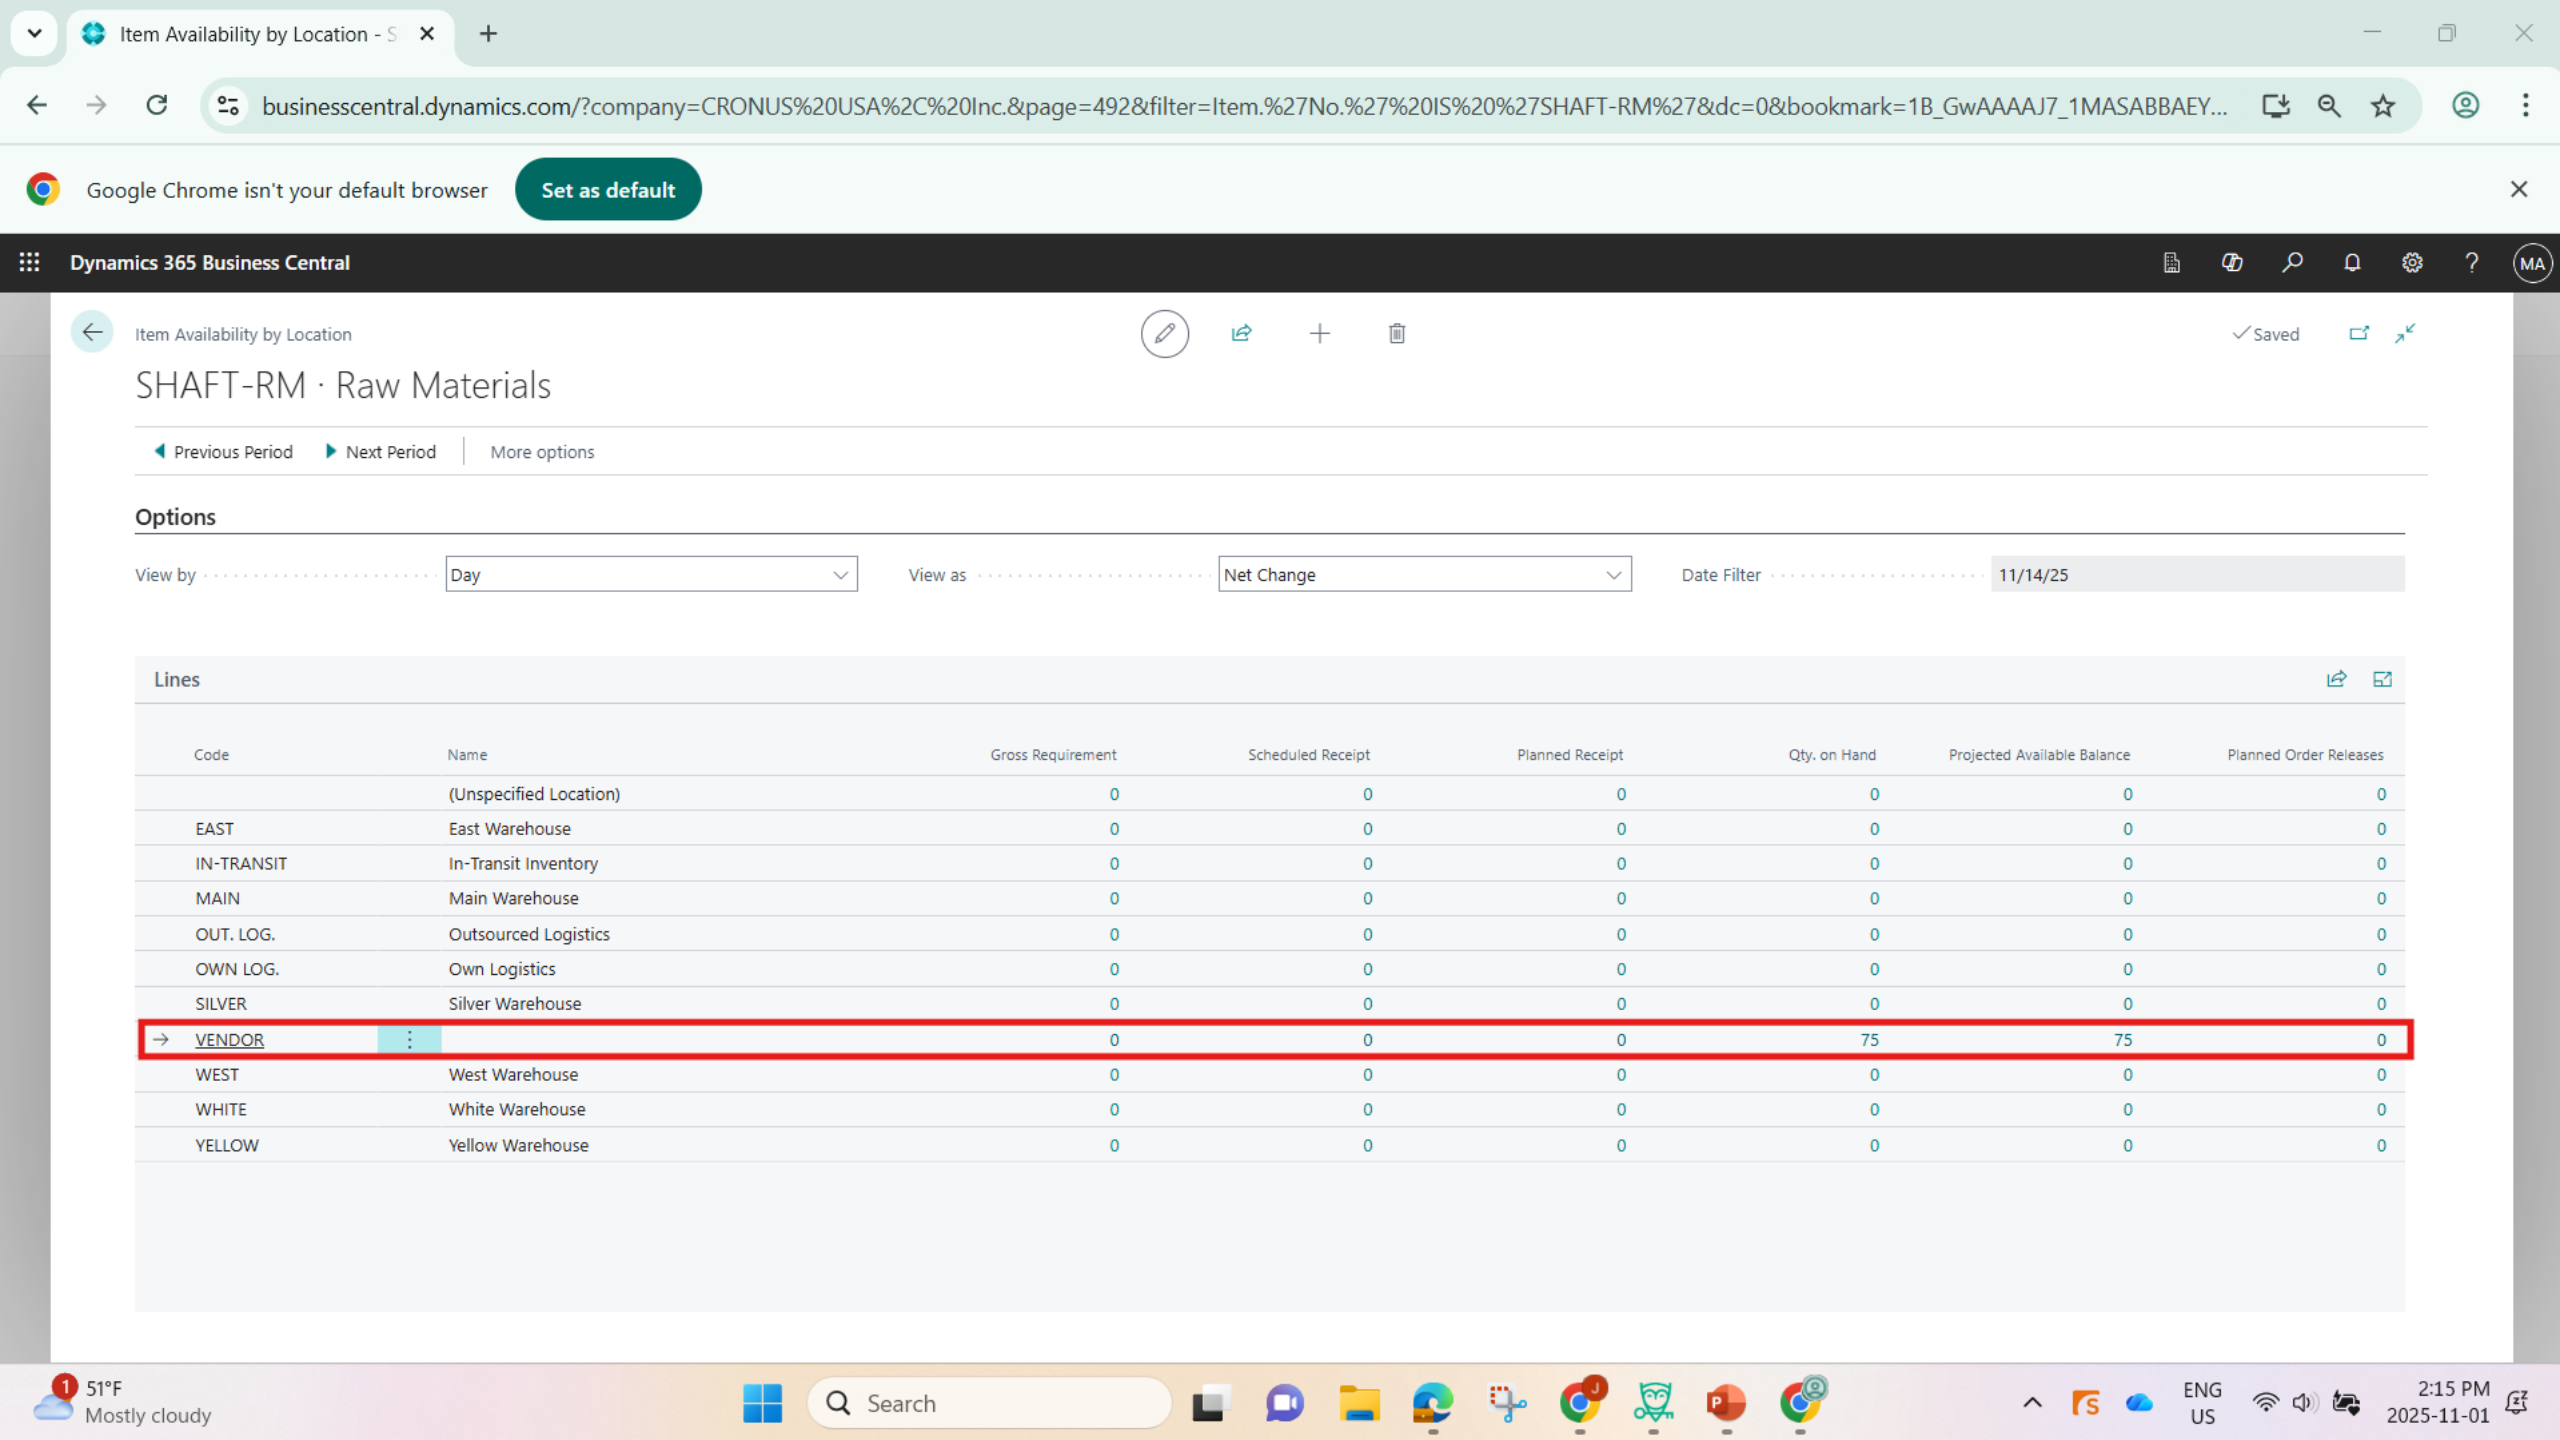 Item Availability by Location - S
businesscentral.dynamics.com/?company=CRONUS%20USA%2C%20Inc.&page=492&filter=Item.%27No.%27%20IS%20%27SHAFT-RM%27&dc=0&bookmark=1B_GwAAAAJ7_1MASABBAEY...
Google Chrome isn't your default browser Set as default
Dynamics 365 Business Central MA
Item Availability by Location Saved
SHAFT-RM · Raw Materials
Previous Period Next Period More options
Options
View by Day View as Net Change Date Filter 11/14/25
Lines
Code Name Gross Requirement Scheduled Receipt Planned Receipt Qty. on Hand Projected Available Balance Planned Order Releases
(Unspecified Location) 0 0 0 0 0 0
EAST East Warehouse 0 0 0 0 0 0
IN-TRANSIT In-Transit Inventory 0 0 0 0 0 0
MAIN Main Warehouse 0 0 0 0 0 0
OUT. LOG. Outsourced Logistics 0 0 0 0 0 0
OWN LOG. Own Logistics 0 0 0 0 0 0
SILVER Silver Warehouse 0 0 0 0 0 0
VENDOR 0 0 0 75 75 0
WEST West Warehouse 0 0 0 0 0 0
WHITE White Warehouse 0 0 0 0 0 0
YELLOW Yellow Warehouse 0 0 0 0 0 0
1 51°F
Mostly cloudy
Search
J
P
S
ENG
US
2:15 PM
2025-11-01